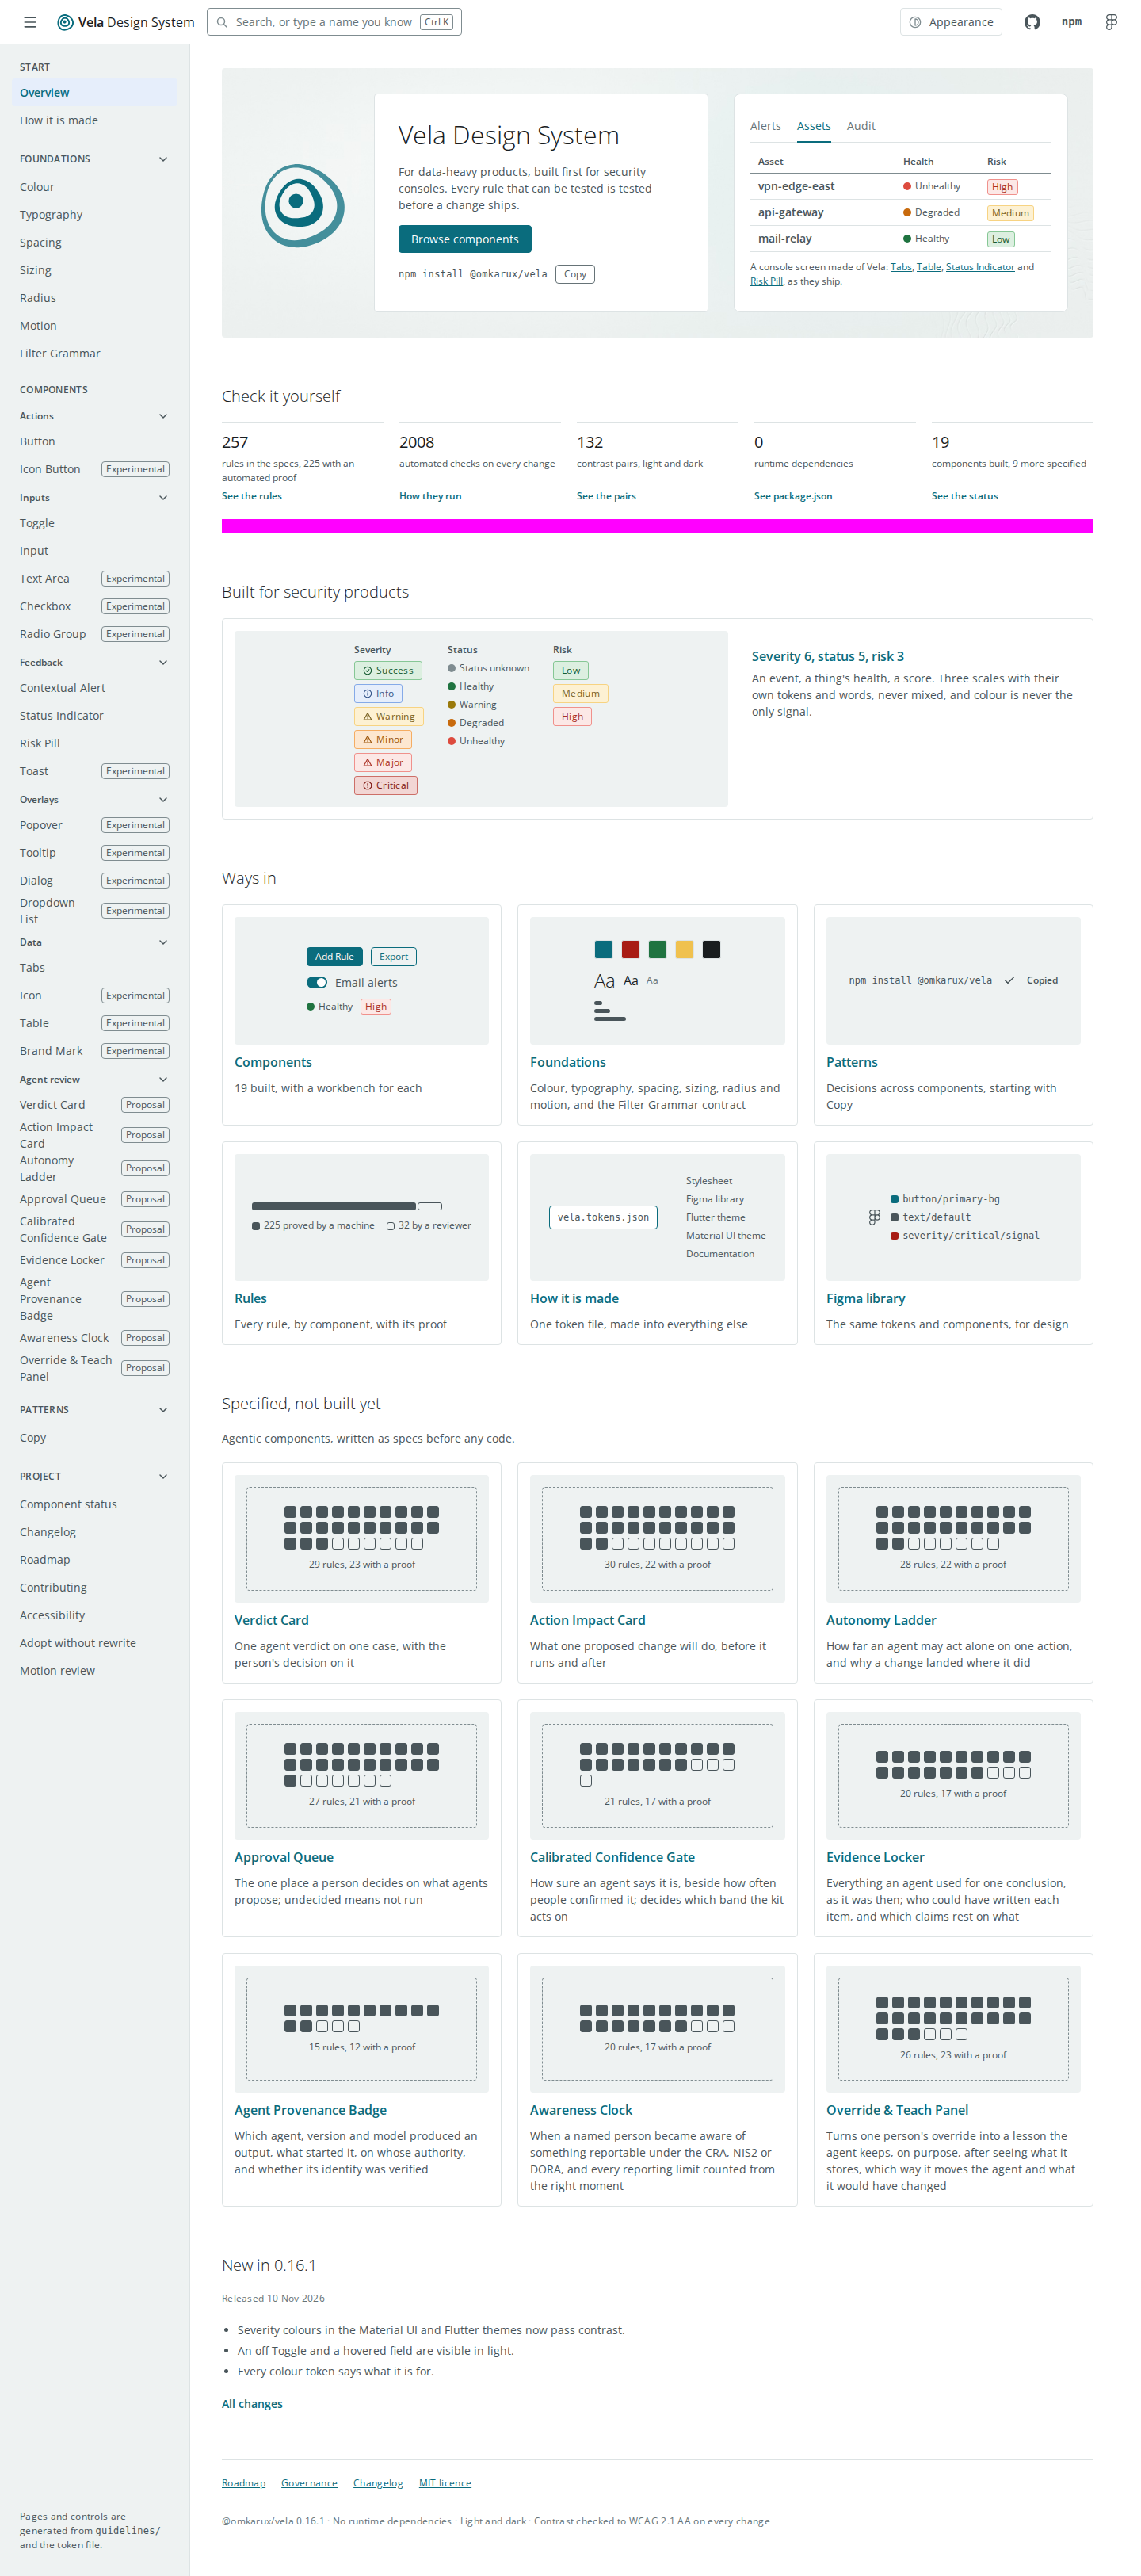 Vela Design System
Search, or type a name you know
Ctrl K
Appearance
npm
START
Overview
How it is made
FOUNDATIONS
Colour
Typography
Spacing
Sizing
Radius
Motion
Filter Grammar
COMPONENTS
Actions
Button
Icon Button Experimental
Inputs
Toggle
Input
Text Area Experimental
Checkbox Experimental
Radio Group Experimental
Feedback
Contextual Alert
Status Indicator
Risk Pill
Toast Experimental
Overlays
Popover Experimental
Tooltip Experimental
Dialog Experimental
Dropdown
List
Experimental
Data
Tabs
Icon Experimental
Table Experimental
Brand Mark Experimental
Agent review
Verdict Card Proposal
Action Impact
Card
Proposal
Autonomy
Ladder
Proposal
Approval Queue Proposal
Calibrated
Confidence Gate
Proposal
Evidence Locker Proposal
Agent
Provenance
Badge
Proposal
Awareness Clock Proposal
Override & Teach
Panel
Proposal
PATTERNS
Copy
PROJECT
Component status
Changelog
Roadmap
Contributing
Accessibility
Adopt without rewrite
Motion review
Pages and controls are
generated from guidelines/
and the token file.
Vela Design System
For data-heavy products, built first for security
consoles. Every rule that can be tested is tested
before a change ships.
Browse components
npm install @omkarux/vela Copy
Alerts Assets Audit
Asset Health Risk
vpn-edge-east Unhealthy High
api-gateway Degraded Medium
mail-relay Healthy Low
A console screen made of Vela: Tabs, Table, Status Indicator and
Risk Pill, as they ship.
Check it yourself
257
rules in the specs, 225 with an
automated proof
See the rules
2008
automated checks on every change
How they run
132
contrast pairs, light and dark
See the pairs
0
runtime dependencies
See package.json
19
components built, 9 more specified
See the status
Built for security products
Severity
Success
Info
Warning
Minor
Major
Critical
Status
Status unknown
Healthy
Warning
Degraded
Unhealthy
Risk
Low
Medium
High
Severity 6, status 5, risk 3
An event, a thing's health, a score. Three scales with their
own tokens and words, never mixed, and colour is never the
only signal.
Ways in
Add Rule Export
Email alerts
Healthy High
Components
19 built, with a workbench for each
Aa Aa Aa
Foundations
Colour, typography, spacing, sizing, radius and
motion, and the Filter Grammar contract
npm install @omkarux/vela Copied
Patterns
Decisions across components, starting with
Copy
225 proved by a machine 32 by a reviewer
Rules
Every rule, by component, with its proof
vela.tokens.json
Stylesheet
Figma library
Flutter theme
Material UI theme
Documentation
How it is made
One token file, made into everything else
button/primary-bg
text/default
severity/critical/signal
Figma library
The same tokens and components, for design
Specified, not built yet
Agentic components, written as specs before any code.
29 rules, 23 with a proof
Verdict Card
One agent verdict on one case, with the
person's decision on it
30 rules, 22 with a proof
Action Impact Card
What one proposed change will do, before it
runs and after
28 rules, 22 with a proof
Autonomy Ladder
How far an agent may act alone on one action,
and why a change landed where it did
27 rules, 21 with a proof
Approval Queue
The one place a person decides on what agents
propose; undecided means not run
21 rules, 17 with a proof
Calibrated Confidence Gate
How sure an agent says it is, beside how often
people confirmed it; decides which band the kit
acts on
20 rules, 17 with a proof
Evidence Locker
Everything an agent used for one conclusion,
as it was then; who could have written each
item, and which claims rest on what
15 rules, 12 with a proof
Agent Provenance Badge
Which agent, version and model produced an
output, what started it, on whose authority,
and whether its identity was verified
20 rules, 17 with a proof
Awareness Clock
When a named person became aware of
something reportable under the CRA, NIS2 or
DORA, and every reporting limit counted from
the right moment
26 rules, 23 with a proof
Override & Teach Panel
Turns one person's override into a lesson the
agent keeps, on purpose, after seeing what it
stores, which way it moves the agent and what
it would have changed
New in 0.16.1
Released 10 Nov 2026
Severity colours in the Material UI and Flutter themes now pass contrast.
An off Toggle and a hovered field are visible in light.
Every colour token says what it is for.
All changes
Roadmap Governance Changelog MIT licence
@omkarux/vela 0.16.1 · No runtime dependencies · Light and dark · Contrast checked to WCAG 2.1 AA on every change